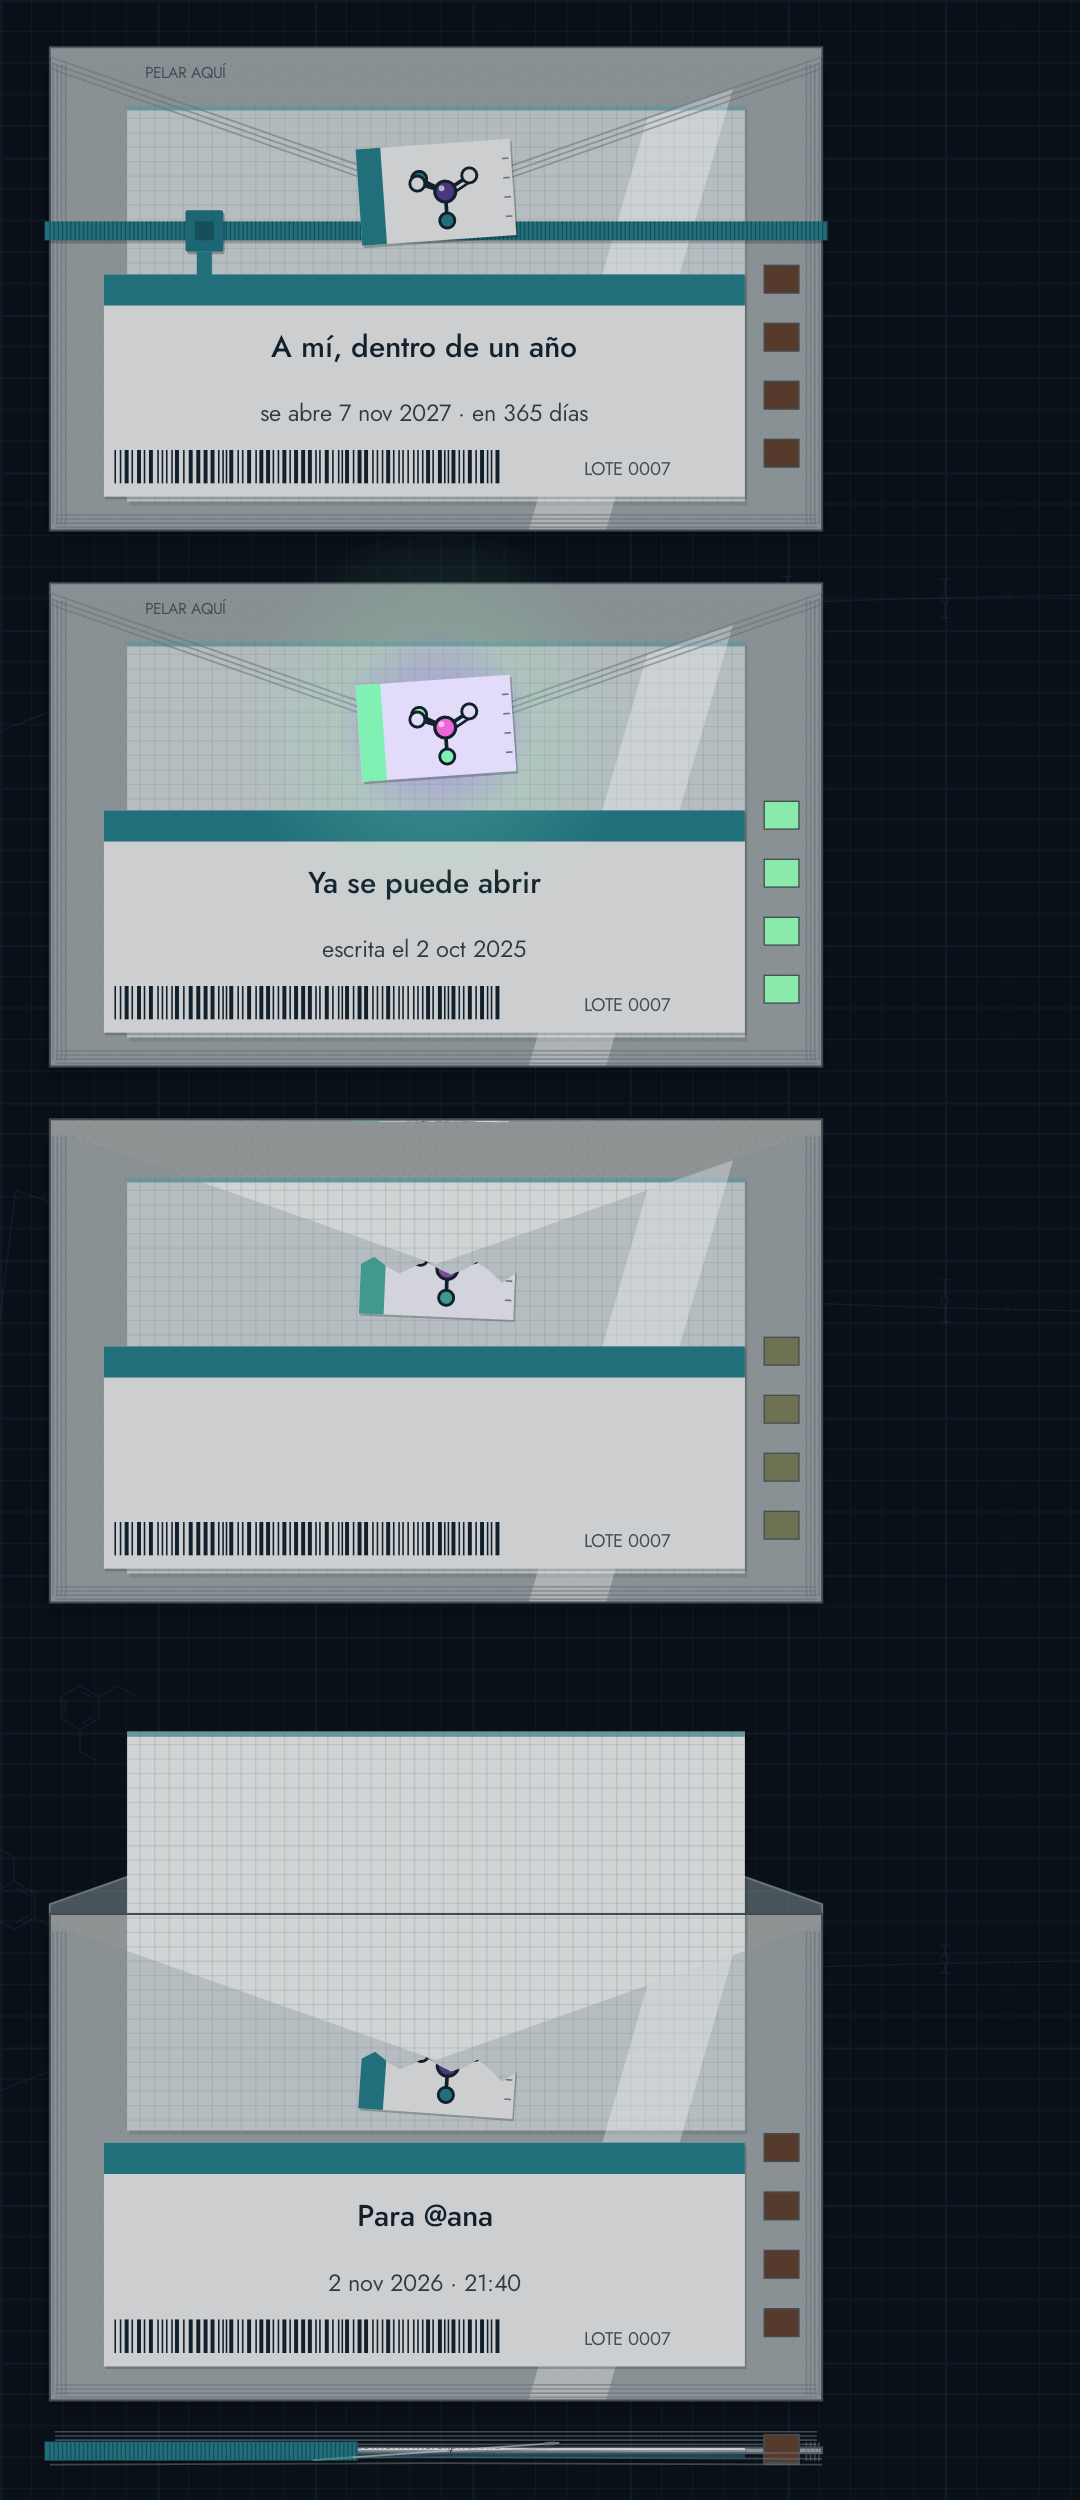 PELAR AQUÍ
A mí, dentro de un año
se abre 7 nov 2027 · en 365 días
LOTE 0007
PELAR AQUÍ
Ya se puede abrir
escrita el 2 oct 2025
LOTE 0007
LOTE 0007
Para @ana
2 nov 2026 · 21:40
LOTE 0007